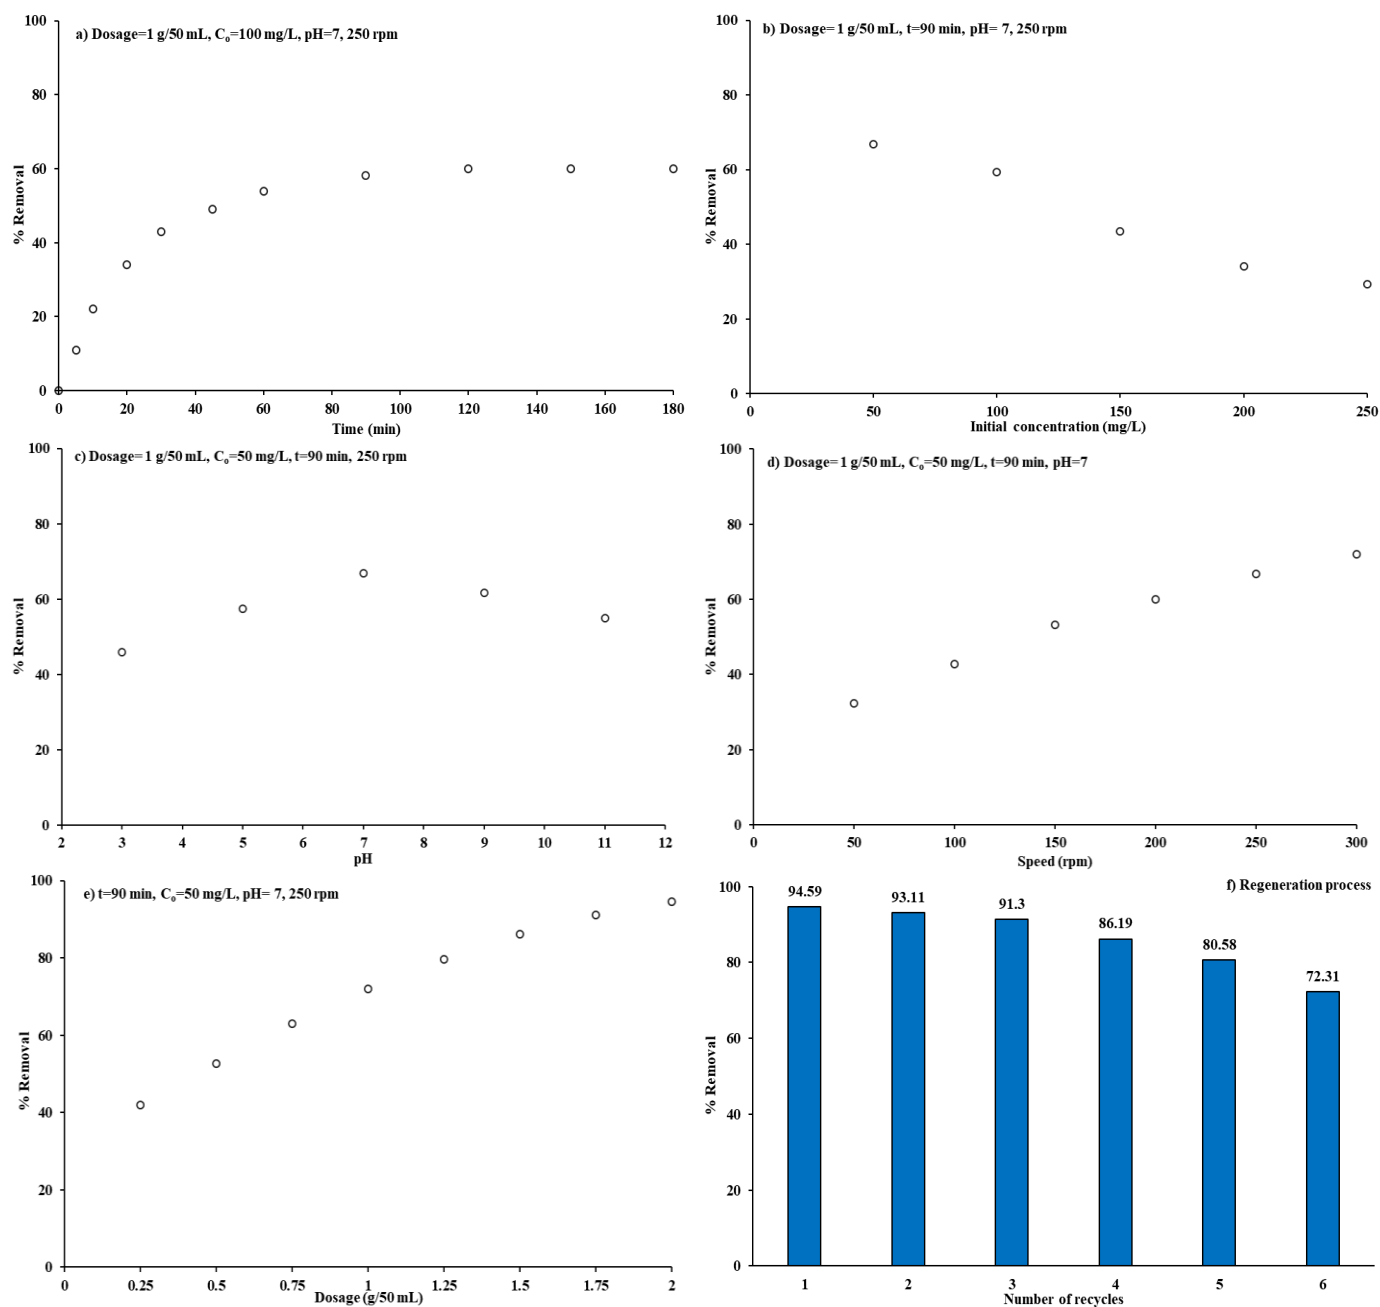 a) Dosage=1 g/50 mL, Co=100 mg/L, pH=7, 250 rpm
100
80
60
40
20
0
% Removal
0 20 40 60 80 100 120 140 160 180
Time (min)
b) Dosage= 1 g/50 mL, t=90 min, pH= 7, 250 rpm
100
80
60
40
20
0
% Removal
0 50 100 150 200 250
Initial concentration (mg/L)
c) Dosage= 1 g/50 mL, Co=50 mg/L, t=90 min, 250 rpm
100
80
60
40
20
0
% Removal
2 3 4 5 6 7 8 9 10 11 12
pH
d) Dosage= 1 g/50 mL, Co=50 mg/L, t=90 min, pH=7
100
80
60
40
20
0
% Removal
0 50 100 150 200 250 300
Speed (rpm)
e) t=90 min, Co=50 mg/L, pH= 7, 250 rpm
100
80
60
40
20
0
% Removal
0 0.25 0.5 0.75 1 1.25 1.5 1.75 2
Dosage (g/50 mL)
f) Regeneration process
100
80
60
40
20
0
% Removal
94.59 93.11 91.3 86.19 80.58 72.31
1 2 3 4 5 6
Number of recycles